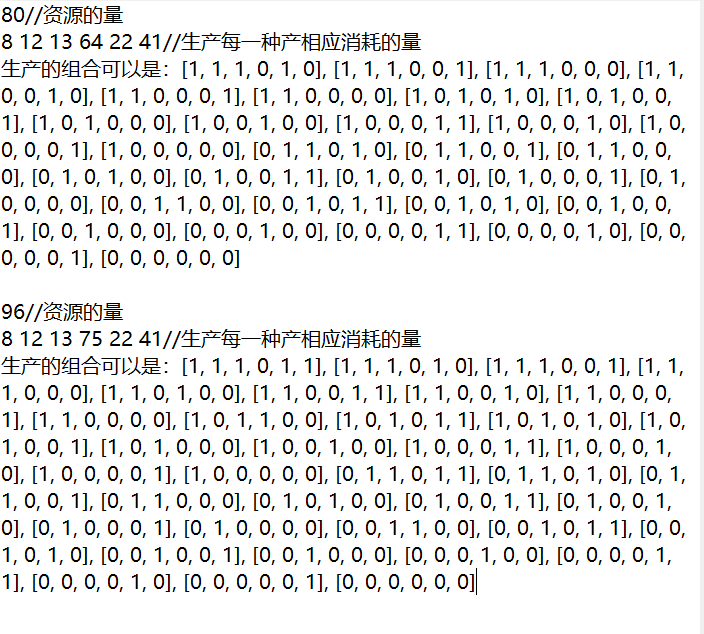 80//资源的量
8 12 13 64 22 41//生产每一种产相应消耗的量
生产的组合可以是：[1, 1, 1, 0, 1, 0], [1, 1, 1, 0, 0, 1], [1, 1, 1, 0, 0, 0], [1, 1,
0, 0, 1, 0], [1, 1, 0, 0, 0, 1], [1, 1, 0, 0, 0, 0], [1, 0, 1, 0, 1, 0], [1, 0, 1, 0, 0,
1], [1, 0, 1, 0, 0, 0], [1, 0, 0, 1, 0, 0], [1, 0, 0, 0, 1, 1], [1, 0, 0, 0, 1, 0], [1, 0,
0, 0, 0, 1], [1, 0, 0, 0, 0, 0], [0, 1, 1, 0, 1, 0], [0, 1, 1, 0, 0, 1], [0, 1, 1, 0, 0,
0], [0, 1, 0, 1, 0, 0], [0, 1, 0, 0, 1, 1], [0, 1, 0, 0, 1, 0], [0, 1, 0, 0, 0, 1], [0, 1,
0, 0, 0, 0], [0, 0, 1, 1, 0, 0], [0, 0, 1, 0, 1, 1], [0, 0, 1, 0, 1, 0], [0, 0, 1, 0, 0,
1], [0, 0, 1, 0, 0, 0], [0, 0, 0, 1, 0, 0], [0, 0, 0, 0, 1, 1], [0, 0, 0, 0, 1, 0], [0, 0,
0, 0, 0, 1], [0, 0, 0, 0, 0, 0]
96//资源的量
8 12 13 75 22 41//生产每一种产相应消耗的量
生产的组合可以是：[1, 1, 1, 0, 1, 1], [1, 1, 1, 0, 1, 0], [1, 1, 1, 0, 0, 1], [1, 1,
1, 0, 0, 0], [1, 1, 0, 1, 0, 0], [1, 1, 0, 0, 1, 1], [1, 1, 0, 0, 1, 0], [1, 1, 0, 0, 0,
1], [1, 1, 0, 0, 0, 0], [1, 0, 1, 1, 0, 0], [1, 0, 1, 0, 1, 1], [1, 0, 1, 0, 1, 0], [1, 0,
1, 0, 0, 1], [1, 0, 1, 0, 0, 0], [1, 0, 0, 1, 0, 0], [1, 0, 0, 0, 1, 1], [1, 0, 0, 0, 1,
0], [1, 0, 0, 0, 0, 1], [1, 0, 0, 0, 0, 0], [0, 1, 1, 0, 1, 1], [0, 1, 1, 0, 1, 0], [0, 1,
1, 0, 0, 1], [0, 1, 1, 0, 0, 0], [0, 1, 0, 1, 0, 0], [0, 1, 0, 0, 1, 1], [0, 1, 0, 0, 1,
0], [0, 1, 0, 0, 0, 1], [0, 1, 0, 0, 0, 0], [0, 0, 1, 1, 0, 0], [0, 0, 1, 0, 1, 1], [0, 0,
1, 0, 1, 0], [0, 0, 1, 0, 0, 1], [0, 0, 1, 0, 0, 0], [0, 0, 0, 1, 0, 0], [0, 0, 0, 0, 1,
1], [0, 0, 0, 0, 1, 0], [0, 0, 0, 0, 0, 1], [0, 0, 0, 0, 0, 0]